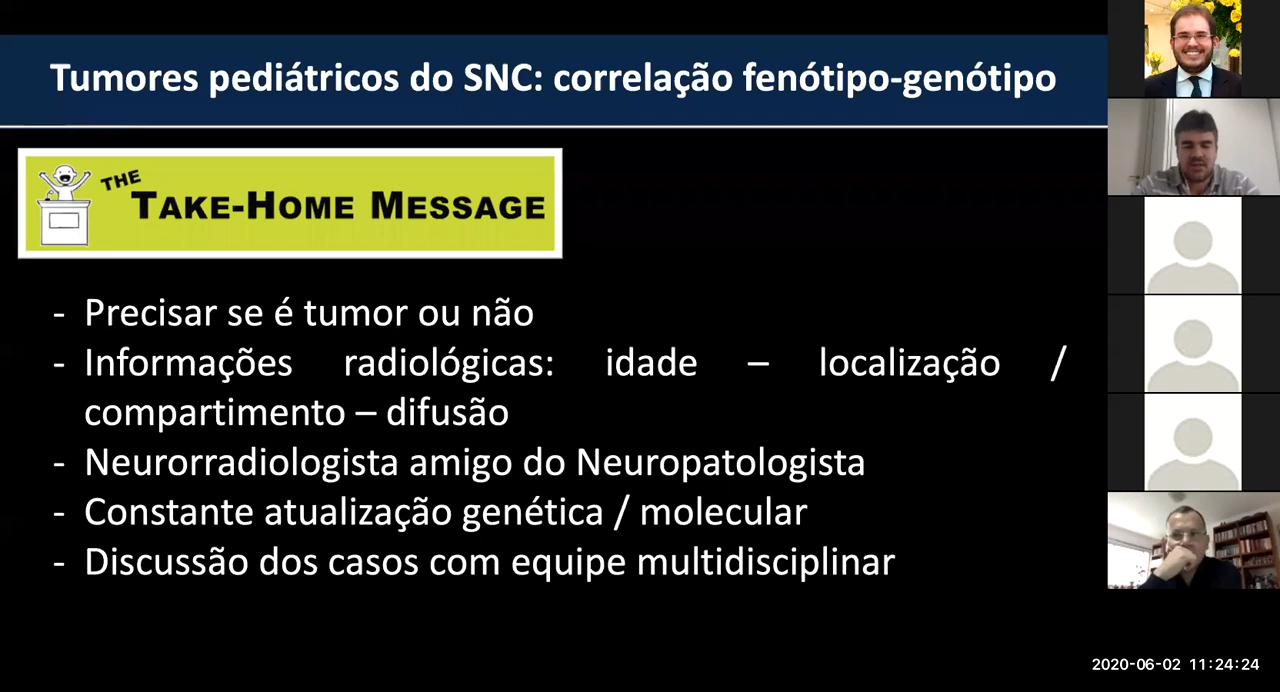 Tumores pediátricos do SNC: correlação fenótipo-genótipo
THE
TAKE-HOME MESSAGE
- Precisar se é tumor ou não
- Informações radiológicas: idade – localização /
compartimento – difusão
- Neurorradiologista amigo do Neuropatologista
- Constante atualização genética / molecular
- Discussão dos casos com equipe multidisciplinar
2020-06-02 11:24:24